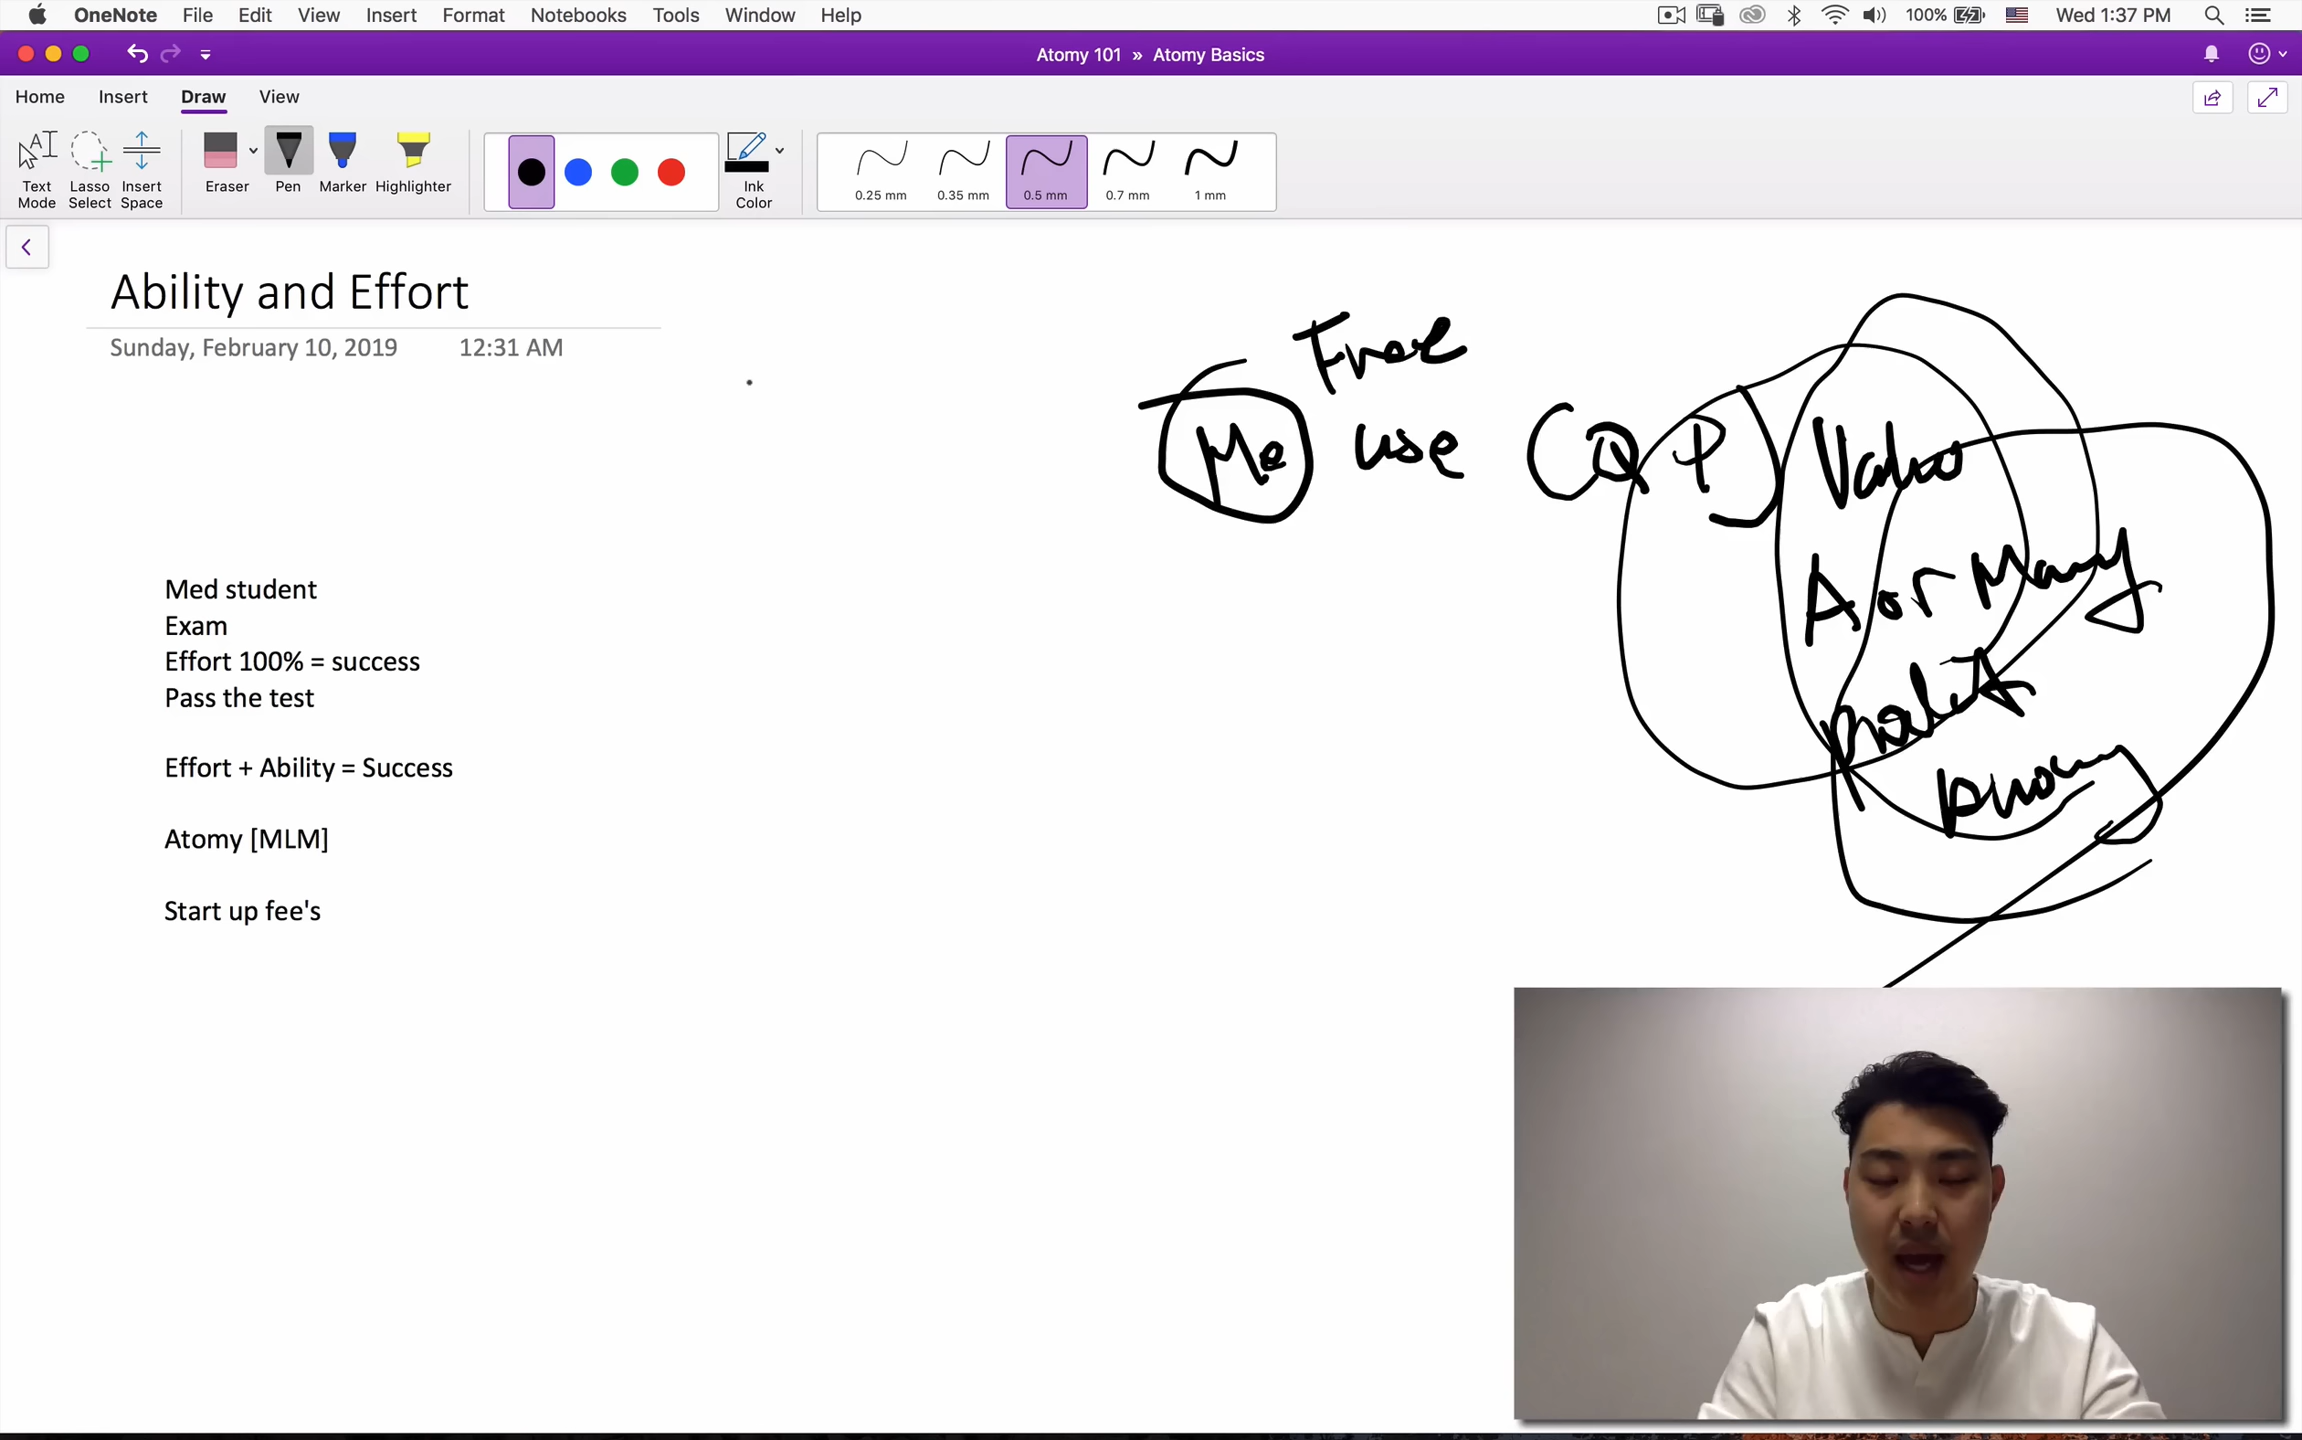 OneNote File Edit View Insert Format Notebooks Tools Window Help 100% Wed 1:37 PM
Atomy 101 » Atomy Basics
Home Insert Draw View
Text Mode Lasso Select Insert Space Eraser Pen Marker Highlighter Ink Color 0.25 mm 0.35 mm 0.5 mm 0.7 mm 1 mm
Ability and Effort
Sunday, February 10, 2019 12:31 AM
Free
Me use (Q P)
A or Many
Med student
Exam
Effort 100% = success
Pass the test
Effort + Ability = Success
Atomy [MLM]
Start up fee's